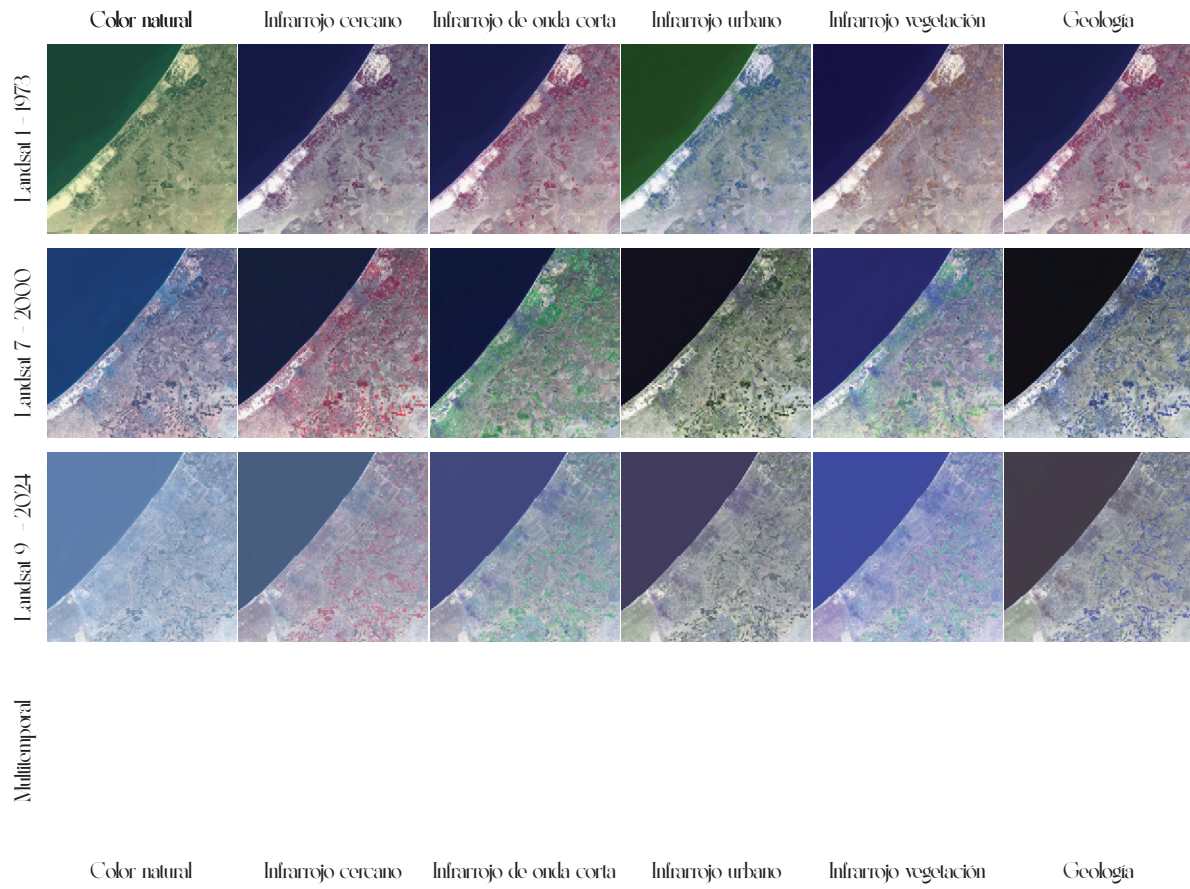 Color natural Infrarrojo cercano Infrarrojo de onda corta Infrarrojo urbano Infrarrojo vegetación Geología
Landsat 1 - 1973
Landsat 7 - 2000
Landsat 9 - 2024
Multitemporal
Color natural Infrarrojo cercano Infrarrojo de onda corta Infrarrojo urbano Infrarrojo vegetación Geología